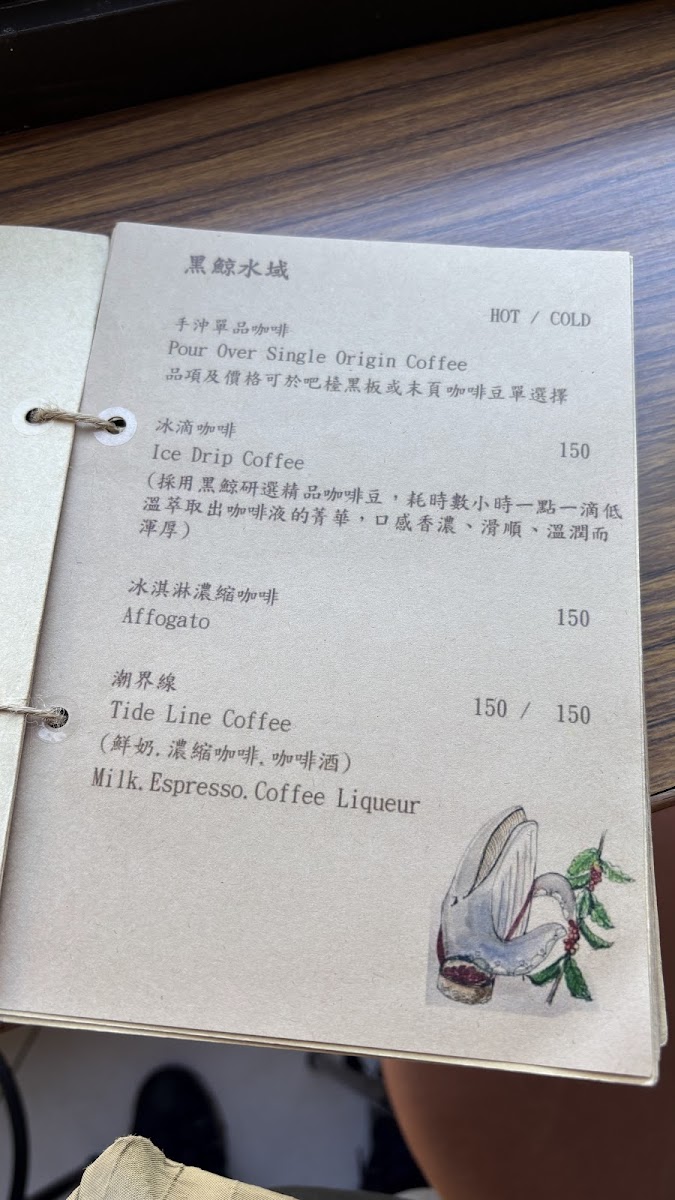 黑鯨水域
HOT / COLD
手沖單品咖啡
Pour Over Single Origin Coffee
品項及價格可於吧檯黑板或末頁咖啡豆單選擇
冰滴咖啡
Ice Drip Coffee 150
(採用黑鯨研選精品咖啡豆，耗時數小時一點一滴低
溫萃取出咖啡液的菁華，口感香濃、滑順、溫潤而
渾厚)
冰淇淋濃縮咖啡
Affogato 150
潮界線
Tide Line Coffee 150 / 150
(鮮奶.濃縮咖啡.咖啡酒)
Milk.Espresso.Coffee Liqueur